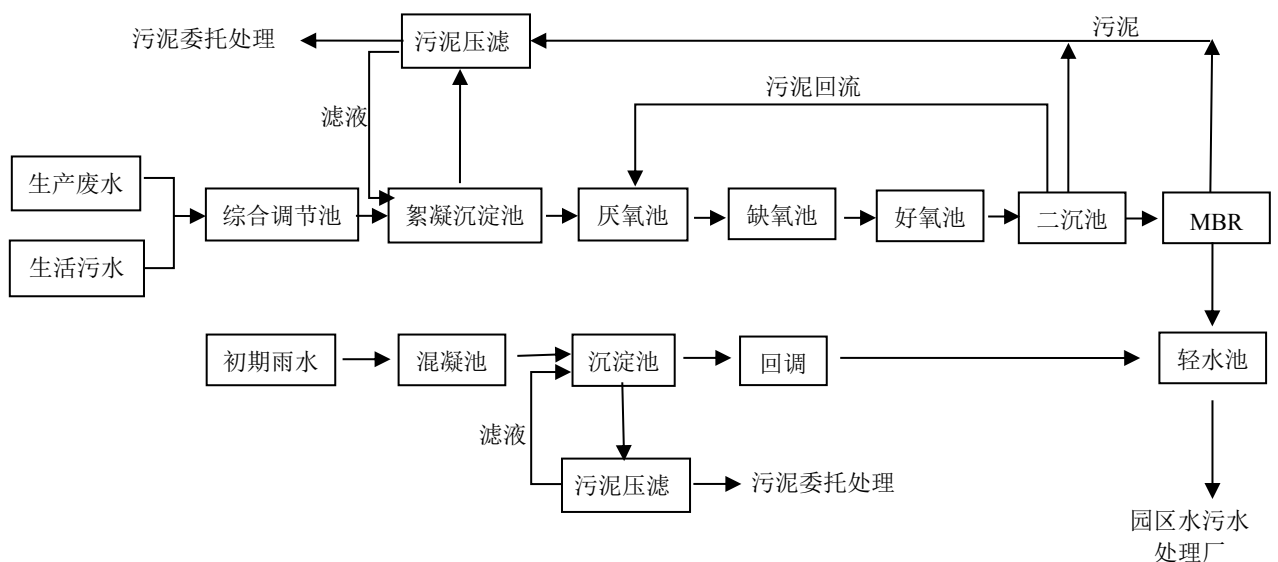 污泥委托处理
污泥压滤
污泥
滤液
污泥回流
生产废水
生活污水
综合调节池
絮凝沉淀池
厌氧池
缺氧池
好氧池
二沉池
MBR
初期雨水
混凝池
沉淀池
回调
轻水池
滤液
污泥压滤
污泥委托处理
园区水污水
处理厂